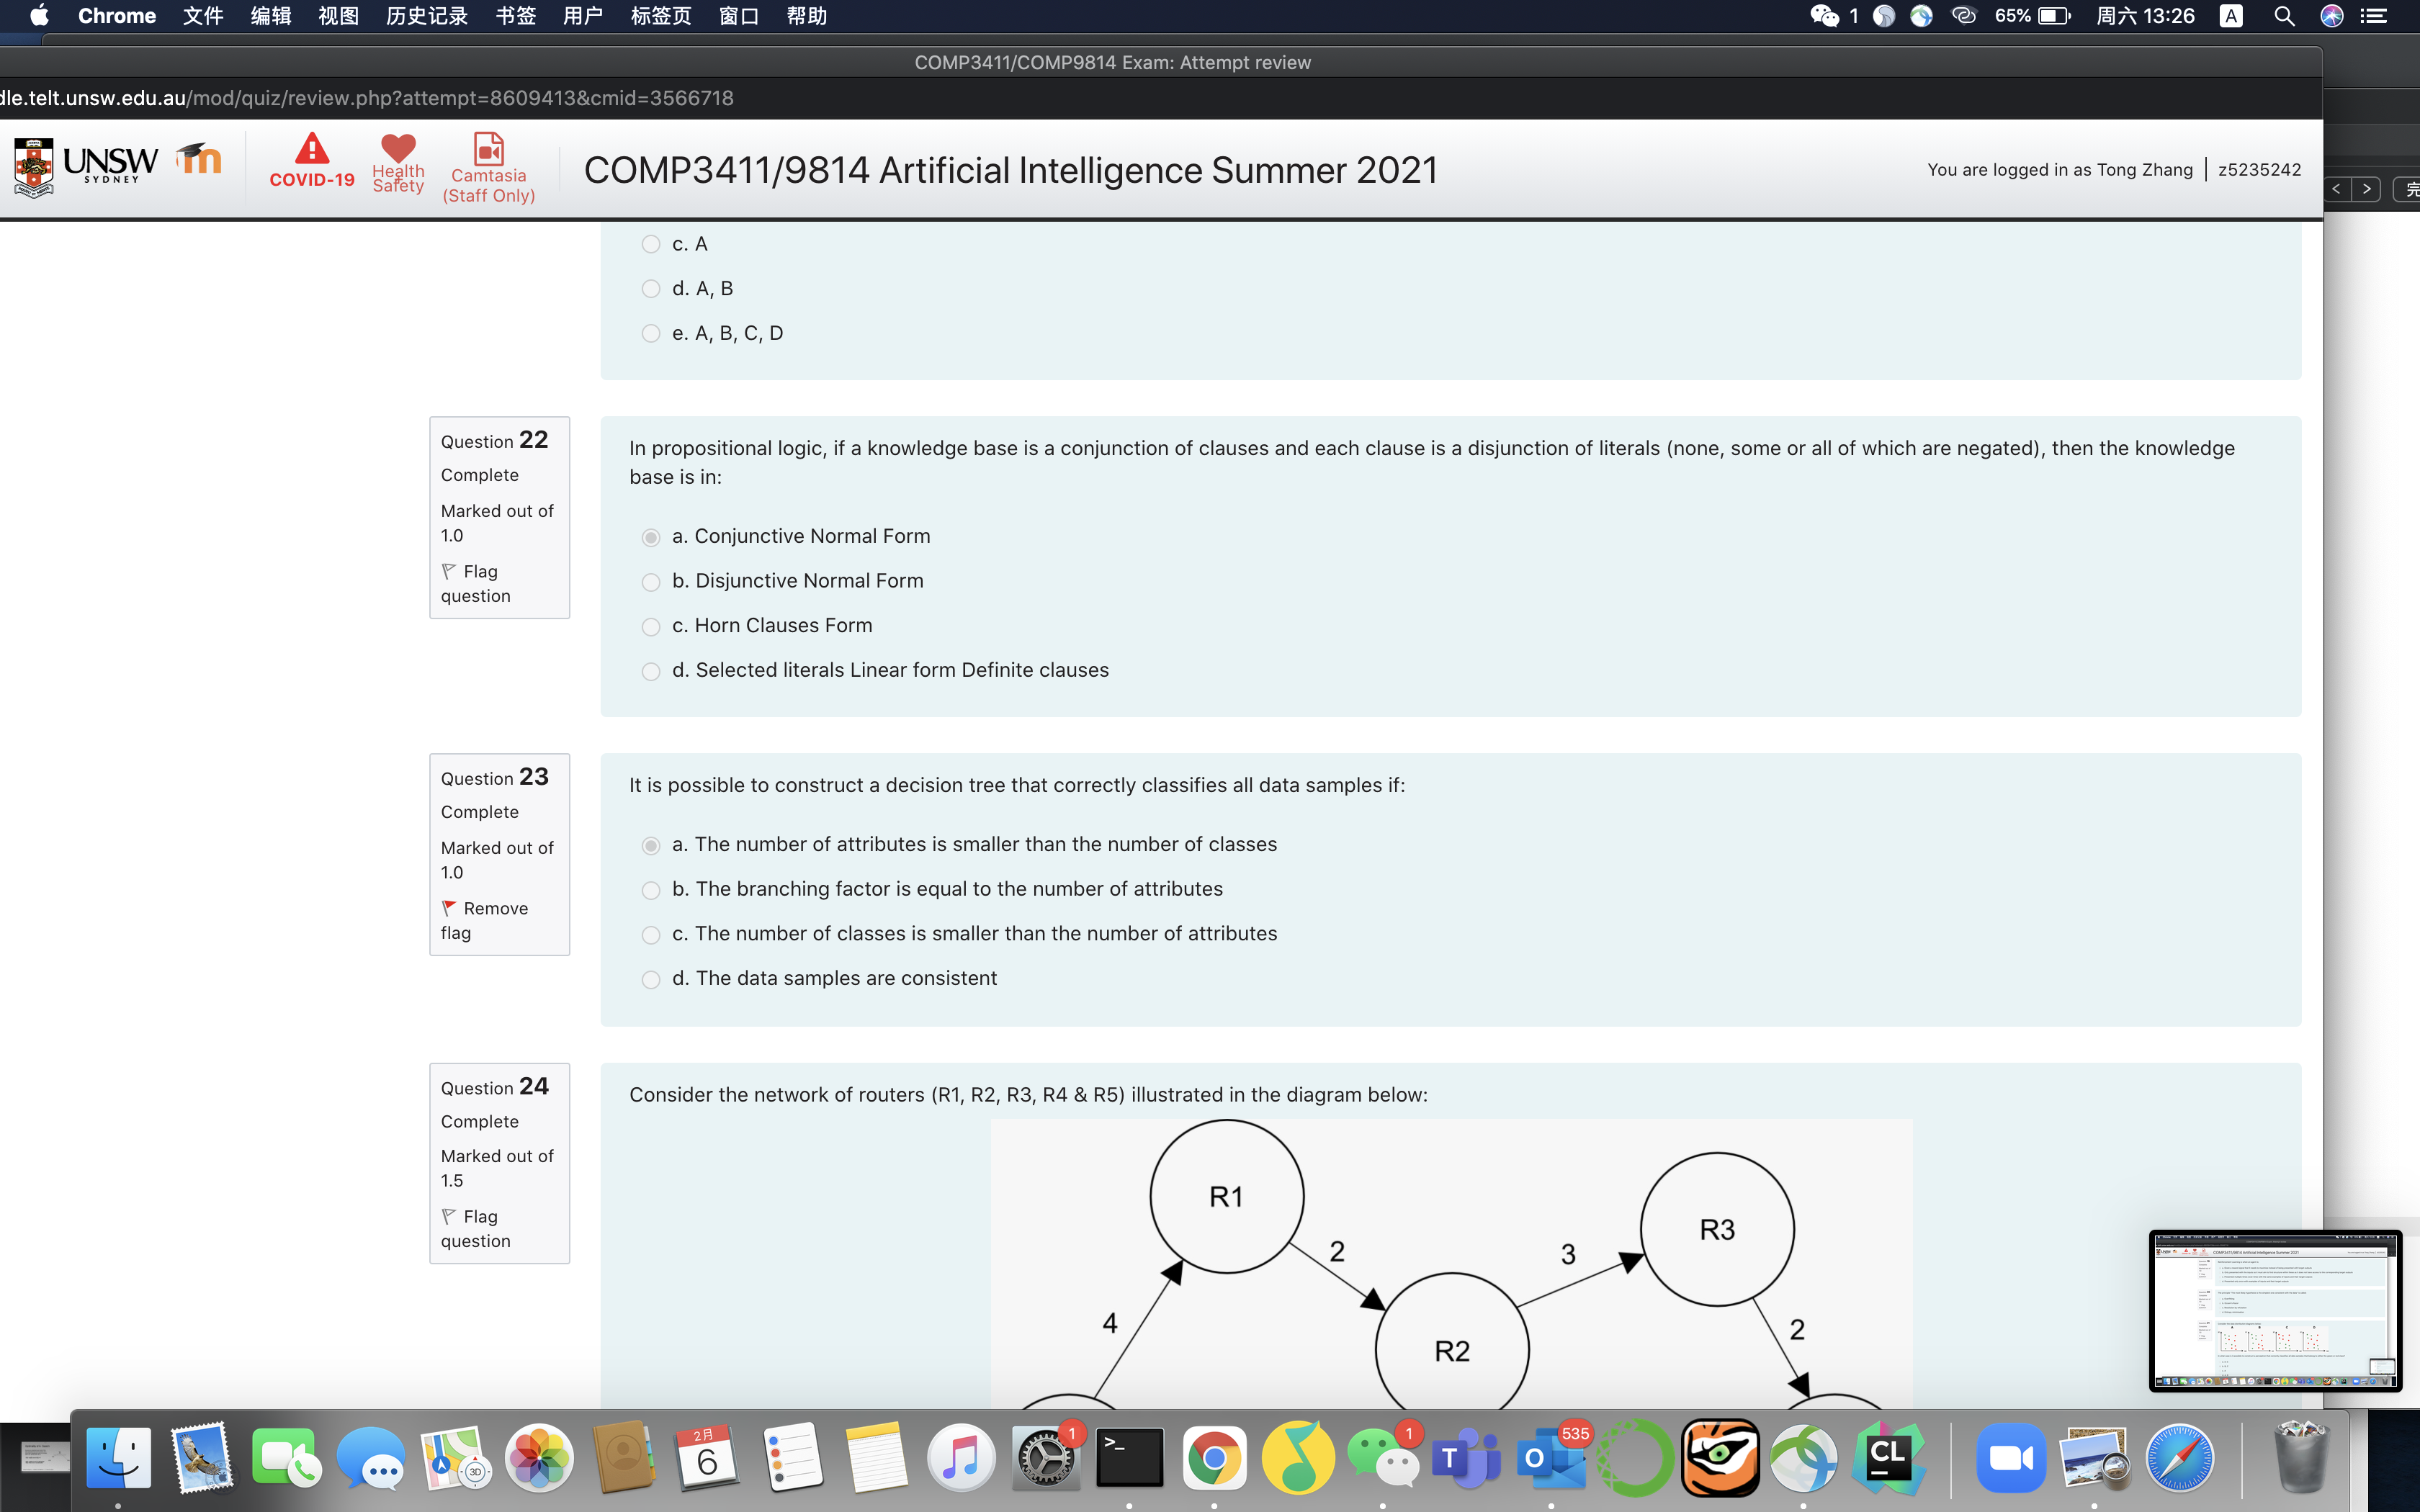 Chrome 文件 编辑 视图 历史记录 书签 用户 标签页 窗口 帮助 1 65% 周六 13:26 A
COMP3411/COMP9814 Exam: Attempt review
dle.telt.unsw.edu.au/mod/quiz/review.php?attempt=8609413&cmid=3566718
UNSW
SYDNEY
COVID-19
Health
Safety
Camtasia
(Staff Only)
COMP3411/9814 Artificial Intelligence Summer 2021
You are logged in as Tong Zhang | z5235242
< > 完
c. A
d. A, B
e. A, B, C, D
Question 22
Complete
Marked out of
1.0
Flag
question
In propositional logic, if a knowledge base is a conjunction of clauses and each clause is a disjunction of literals (none, some or all of which are negated), then the knowledge
base is in:
a. Conjunctive Normal Form
b. Disjunctive Normal Form
c. Horn Clauses Form
d. Selected literals Linear form Definite clauses
Question 23
Complete
Marked out of
1.0
Remove
flag
It is possible to construct a decision tree that correctly classifies all data samples if:
a. The number of attributes is smaller than the number of classes
b. The branching factor is equal to the number of attributes
c. The number of classes is smaller than the number of attributes
d. The data samples are consistent
Question 24
Complete
Marked out of
1.5
Flag
question
Consider the network of routers (R1, R2, R3, R4 & R5) illustrated in the diagram below:
R1
R3
2
3
4
2
R2
3D
2月
6
1
>_
1
T
O
535
CL